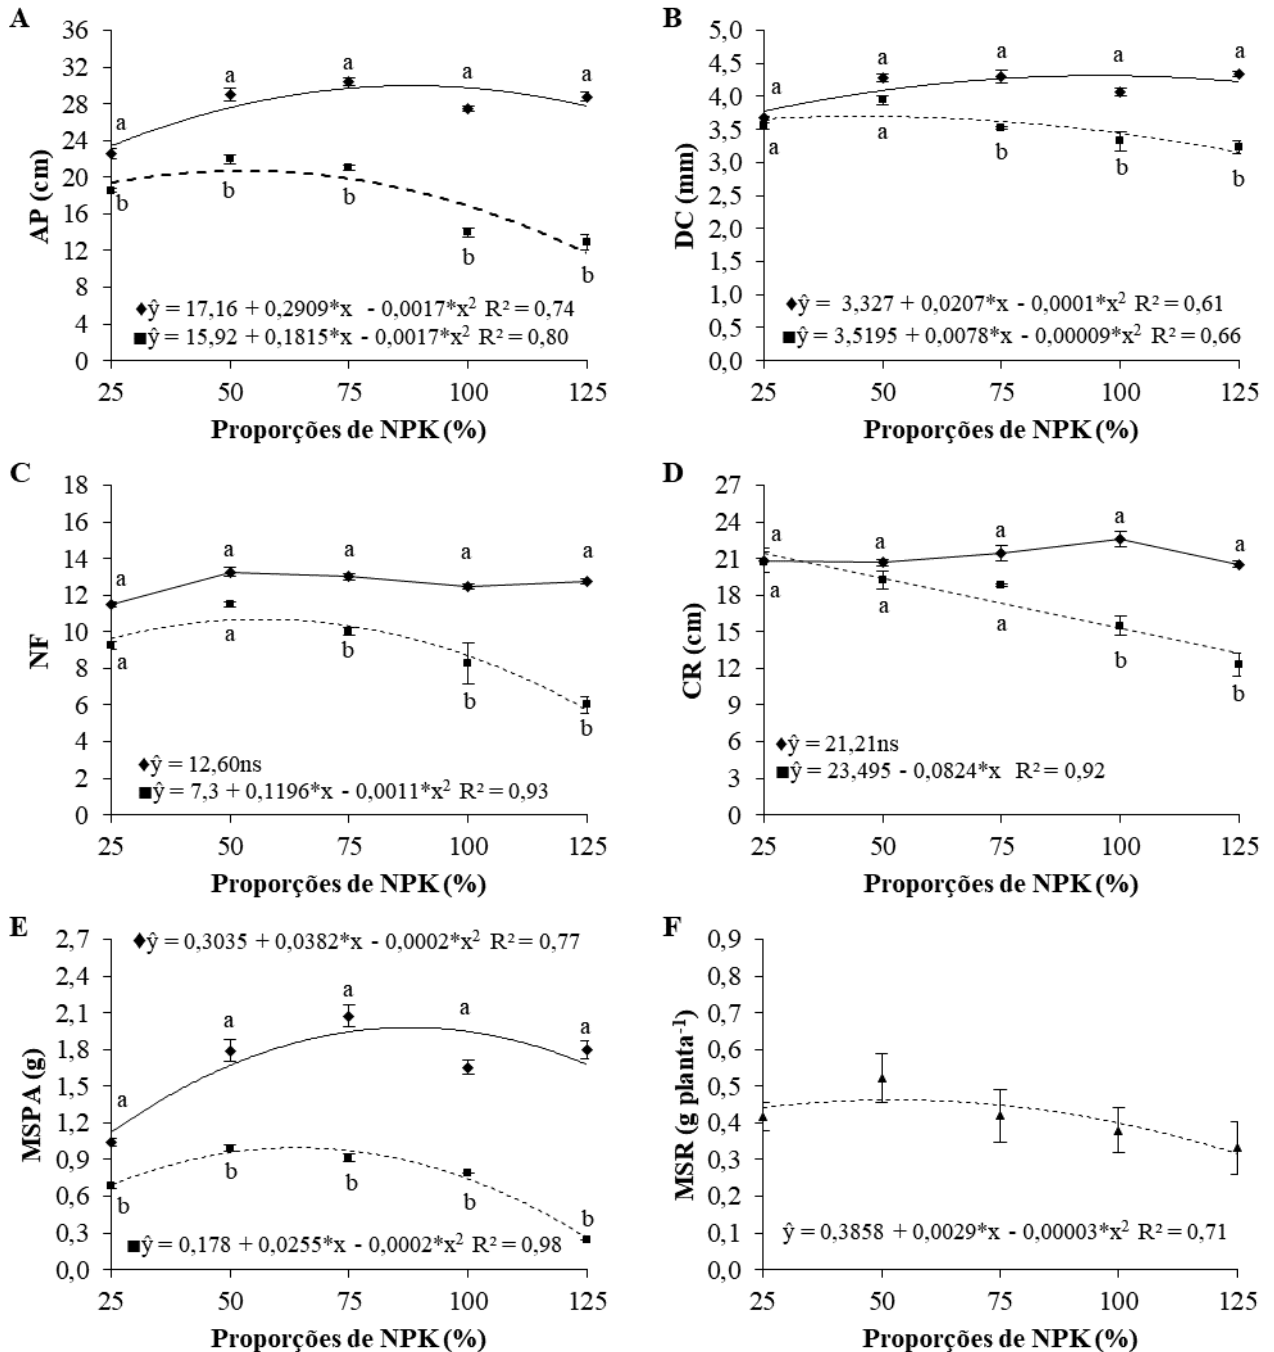 A
36
32
28
24
20
16
12
8
4
0
AP (cm)
a
a
a
a
a
b
b
b
b
b
◆ŷ = 17,16 + 0,2909*x - 0,0017*x² R² = 0,74
■ŷ = 15,92 + 0,1815*x - 0,0017*x² R² = 0,80
25 50 75 100 125
Proporções de NPK (%)
B
5,0
4,5
4,0
3,5
3,0
2,5
2,0
1,5
1,0
0,5
0,0
DC (mm)
a
a
a
a
a
a
a
b
b
b
◆ŷ = 3,327 + 0,0207*x - 0,0001*x² R² = 0,61
■ŷ = 3,5195 + 0,0078*x - 0,00009*x² R² = 0,66
25 50 75 100 125
Proporções de NPK (%)
C
18
16
14
12
10
8
6
4
2
0
NF
a
a
a
a
a
a
a
b
b
b
◆ŷ = 12,60ns
■ŷ = 7,3 + 0,1196*x - 0,0011*x² R² = 0,93
25 50 75 100 125
Proporções de NPK (%)
D
27
24
21
18
15
12
9
6
3
0
CR (cm)
a
a
a
a
a
a
a
a
b
b
◆ŷ = 21,21ns
■ŷ = 23,495 - 0,0824*x R² = 0,92
25 50 75 100 125
Proporções de NPK (%)
E
◆ŷ = 0,3035 + 0,0382*x - 0,0002*x² R² = 0,77
2,7
2,4
2,1
1,8
1,5
1,2
0,9
0,6
0,3
0,0
MSPA (g)
a
a
a
a
a
b
b
b
b
b
■ŷ = 0,178 + 0,0255*x - 0,0002*x² R² = 0,98
25 50 75 100 125
Proporções de NPK (%)
F
0,9
0,8
0,7
0,6
0,5
0,4
0,3
0,2
0,1
0,0
MSR (g planta⁻¹)
ŷ = 0,3858 + 0,0029*x - 0,00003*x² R² = 0,71
25 50 75 100 125
Proporções de NPK (%)